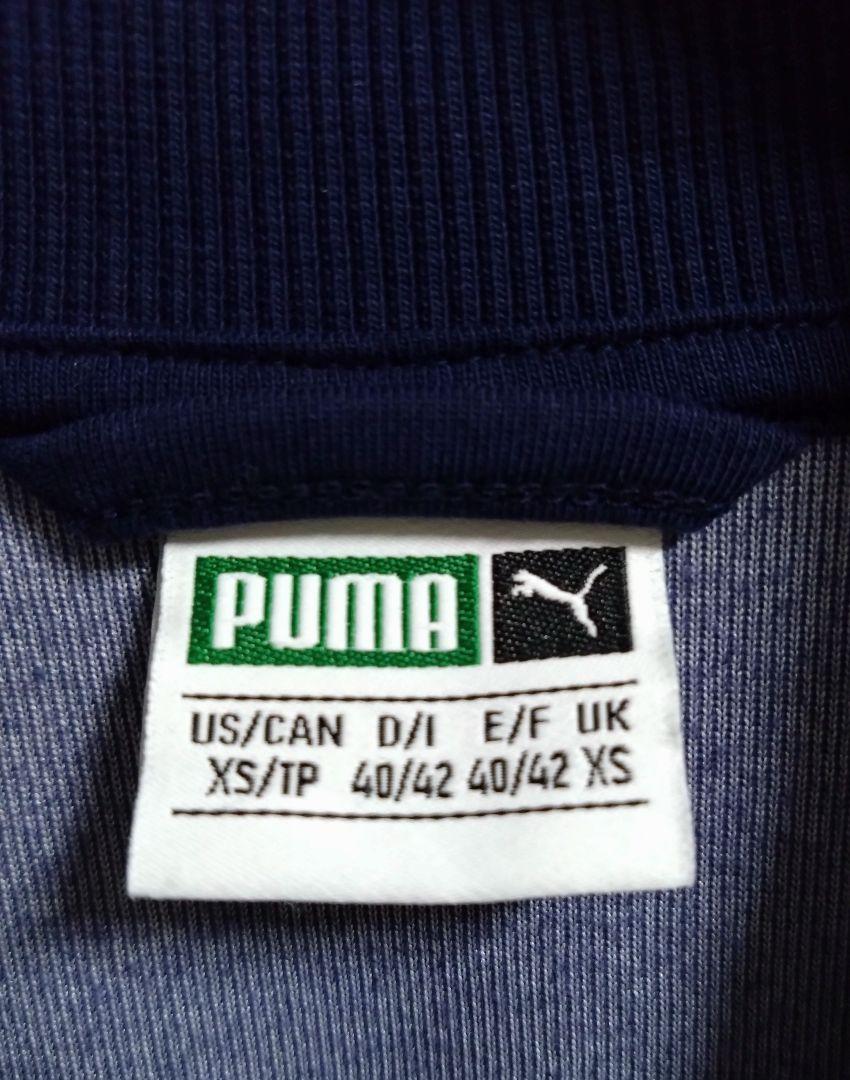 PUMA
US/CAN D/I E/F UK
XS/TP 40/42 40/42 XS